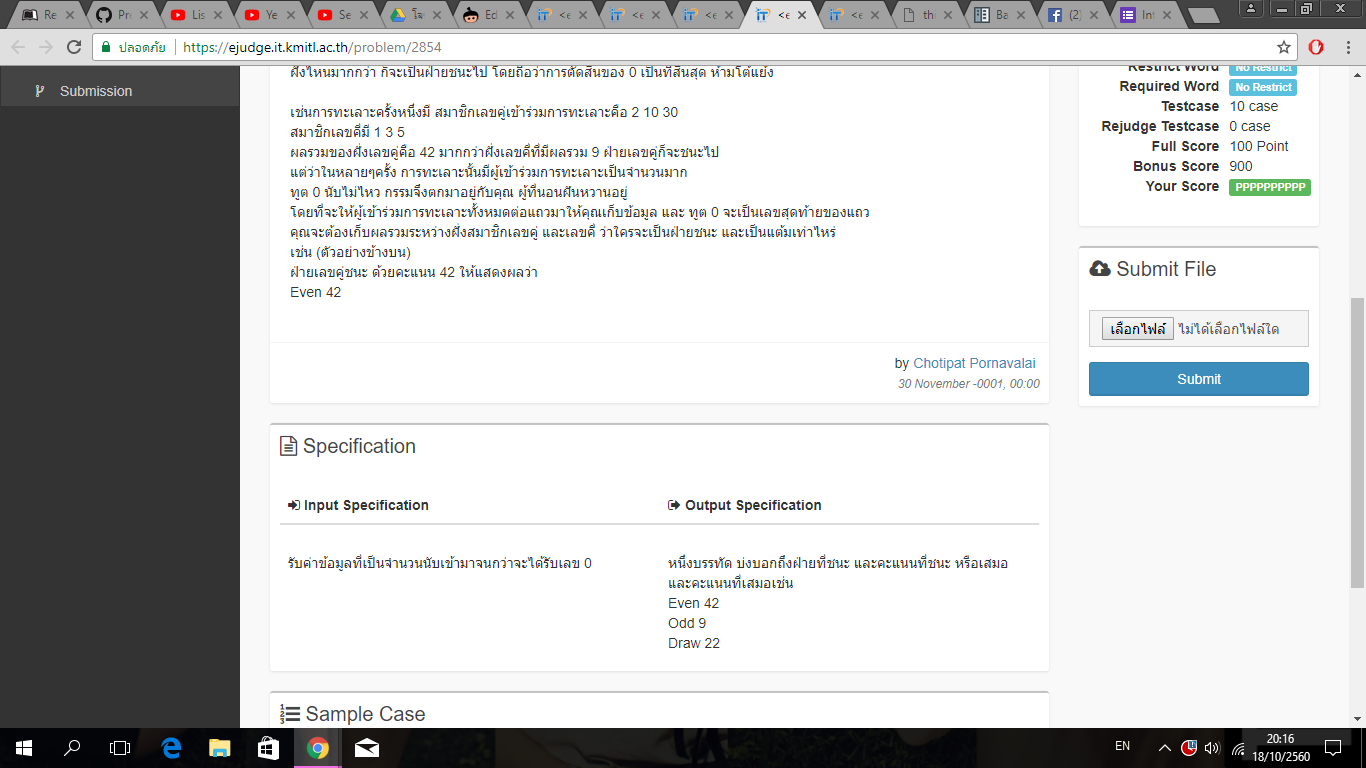 Re
Pr
Lis
Ye
Se
โจ
Ed
<e
<e
<e
<e
<e
th
Ba
(2)
Int
ปลอดภัย
https://ejudge.it.kmitl.ac.th/problem/2854
Submission
ฝั่งไหนมากกว่า ก็จะเป็นฝ่ายชนะไป โดยถือว่าการตัดสินของ 0 เป็นที่สิ้นสุด ห้ามโต้แย้ง
เช่นการทะเลาะครั้งหนึ่งมี สมาชิกเลขคู่เข้าร่วมการทะเลาะคือ 2 10 30
สมาชิกเลขคี่มี 1 3 5
ผลรวมของฝั่งเลขคู่คือ 42 มากกว่าฝั่งเลขคี่ที่มีผลรวม 9 ฝ่ายเลขคู่ก็จะชนะไป
แต่ว่าในหลายๆครั้ง การทะเลาะนั้นมีผู้เข้าร่วมการทะเลาะเป็นจำนวนมาก
ทูต 0 นับไม่ไหว กรรมจึงตกมาอยู่กับคุณ ผู้ที่นอนฝันหวานอยู่
โดยที่จะให้ผู้เข้าร่วมการทะเลาะทั้งหมดต่อแถวมาให้คุณเก็บข้อมูล และ ทูต 0 จะเป็นเลขสุดท้ายของแถว
คุณจะต้องเก็บผลรวมระหว่างฝั่งสมาชิกเลขคู่ และเลขคี่ ว่าใครจะเป็นฝ่ายชนะ และเป็นแต้มเท่าไหร่
เช่น (ตัวอย่างข้างบน)
ฝ่ายเลขคู่ชนะ ด้วยคะแนน 42 ให้แสดงผลว่า
Even 42
by Chotipat Pornavalai
30 November -0001, 00:00
Specification
Input Specification
Output Specification
รับค่าข้อมูลที่เป็นจำนวนนับเข้ามาจนกว่าจะได้รับเลข 0
หนึ่งบรรทัด บ่งบอกถึงฝ่ายที่ชนะ และคะแนนที่ชนะ หรือเสมอ
และคะแนนที่เสมอเช่น
Even 42
Odd 9
Draw 22
Sample Case
Restrict Word No Restrict
Required Word No Restrict
Testcase 10 case
Rejudge Testcase 0 case
Full Score 100 Point
Bonus Score 900
Your Score PPPPPPPPPP
Submit File
เลือกไฟล์ ไม่ได้เลือกไฟล์ใด
Submit
EN
20:16
18/10/2560